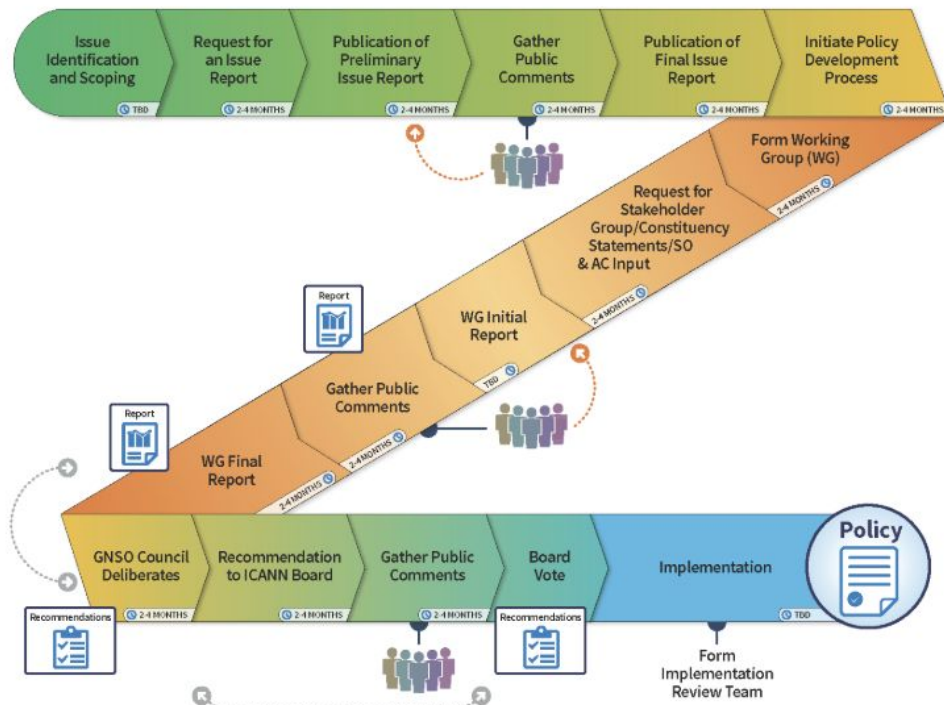 Issue
Identification
and Scoping
TBD
Request for
an Issue
Report
2-4 MONTHS
Publication of
Preliminary
Issue Report
2-4 MONTHS
Gather
Public
Comments
2-4 MONTHS
Publication of
Final Issue
Report
2-4 MONTHS
Initiate Policy
Development
Process
2-4 MONTHS
Form Working
Group (WG)
2-4 MONTHS
Request for
Stakeholder
Group/Constituency
Statements/SO
& AC Input
2-4 MONTHS
WG Initial
Report
TBD
Report
Gather Public
Comments
2-4 MONTHS
Report
WG Final
Report
2-4 MONTHS
GNSO Council
Deliberates
2-4 MONTHS
Recommendations
Recommendation
to ICANN Board
2-4 MONTHS
Gather Public
Comments
2-4 MONTHS
Board
Vote
Recommendations
Implementation
TBD
Form
Implementation
Review Team
Policy